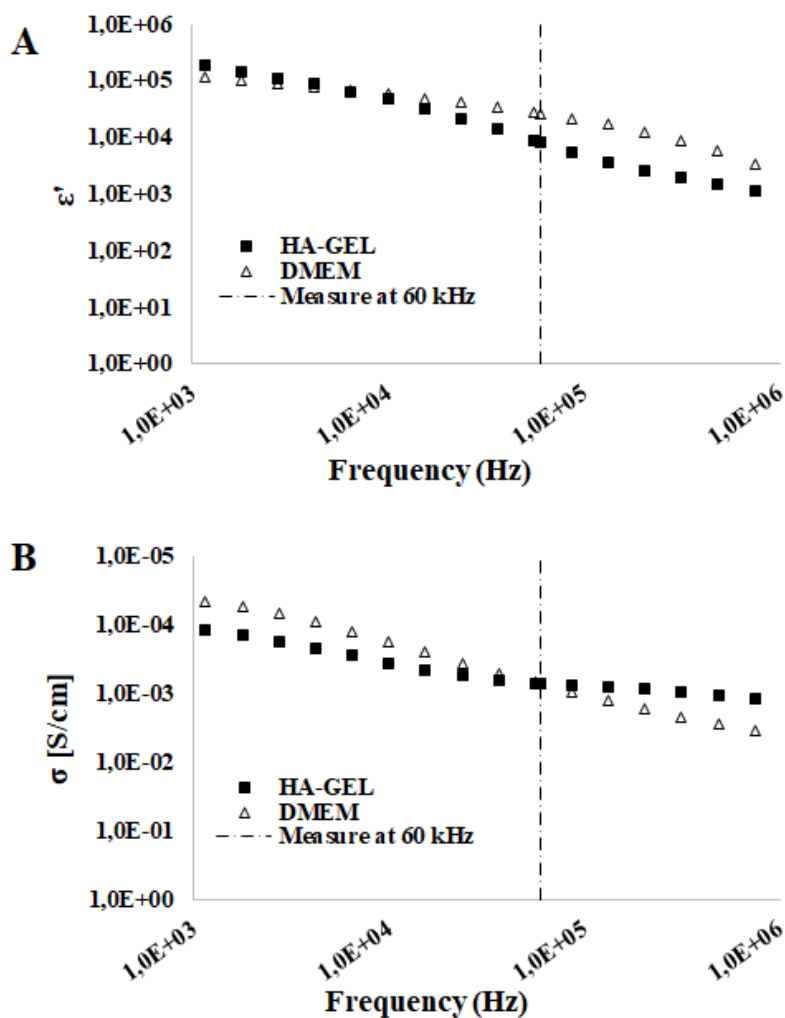 A
1,0E+06
1,0E+05
1,0E+04
1,0E+03
1,0E+02
1,0E+01
1,0E+00
ε'
HA-GEL
DMEM
Measure at 60 kHz
1,0E+03
1,0E+04
1,0E+05
1,0E+06
Frequency (Hz)
B
1,0E-05
1,0E-04
1,0E-03
1,0E-02
1,0E-01
1,0E+00
σ [S/cm]
HA-GEL
DMEM
Measure at 60 kHz
1,0E+03
1,0E+04
1,0E+05
1,0E+06
Frequency (Hz)